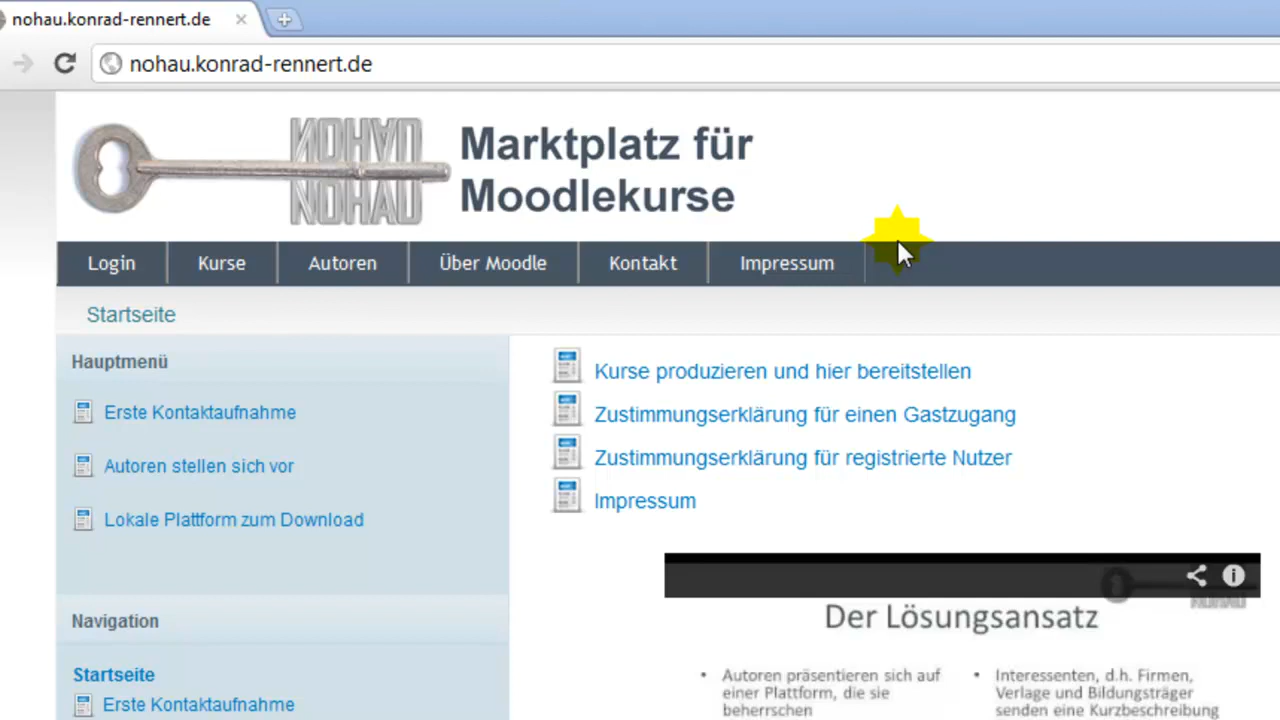 nohau.konrad-rennert.de
nohau.konrad-rennert.de
NOHAU
NOHAU
Marktplatz für
Moodlekurse
Login Kurse Autoren Über Moodle Kontakt Impressum
Startseite
Hauptmenü
Erste Kontaktaufnahme
Autoren stellen sich vor
Lokale Plattform zum Download
Navigation
Startseite
Erste Kontaktaufnahme
Kurse produzieren und hier bereitstellen
Zustimmungserklärung für einen Gastzugang
Zustimmungserklärung für registrierte Nutzer
Impressum
NOHAU
Der Lösungsansatz
• Autoren präsentieren sich auf
einer Plattform, die sie
beherrschen
• Interessenten, d.h. Firmen,
Verlage und Bildungsträger
senden eine Kurzbeschreibung